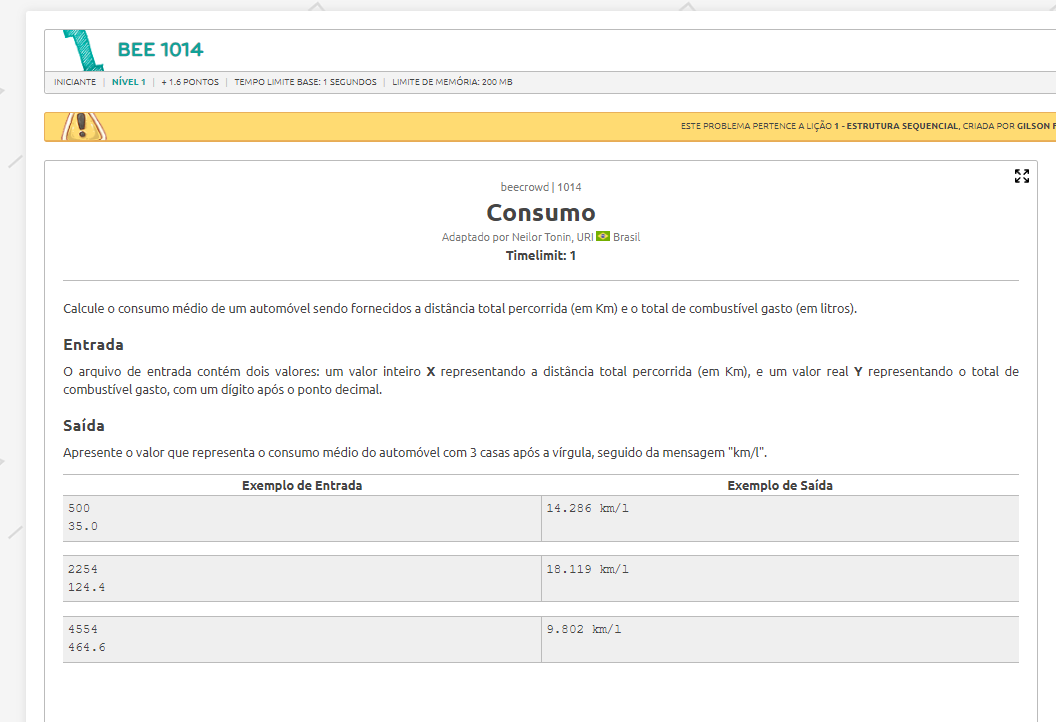 BEE 1014
INICIANTE | NÍVEL 1 | + 1.6 PONTOS | TEMPO LIMITE BASE: 1 SEGUNDOS | LIMITE DE MEMÓRIA: 200 MB
ESTE PROBLEMA PERTENCE A LIÇÃO 1 - ESTRUTURA SEQUENCIAL, CRIADA POR GILSON
beecrowd | 1014
Consumo
Adaptado por Neilor Tonin, URI Brasil
Timelimit: 1
Calcule o consumo médio de um automóvel sendo fornecidos a distância total percorrida (em Km) e o total de combustível gasto (em litros).
Entrada
O arquivo de entrada contém dois valores: um valor inteiro X representando a distância total percorrida (em Km), e um valor real Y representando o total de
combustível gasto, com um dígito após o ponto decimal.
Saída
Apresente o valor que representa o consumo médio do automóvel com 3 casas após a vírgula, seguido da mensagem "km/l".
Exemplo de Entrada Exemplo de Saída
500 14.286 km/l
35.0
2254 18.119 km/l
124.4
4554 9.802 km/l
464.6